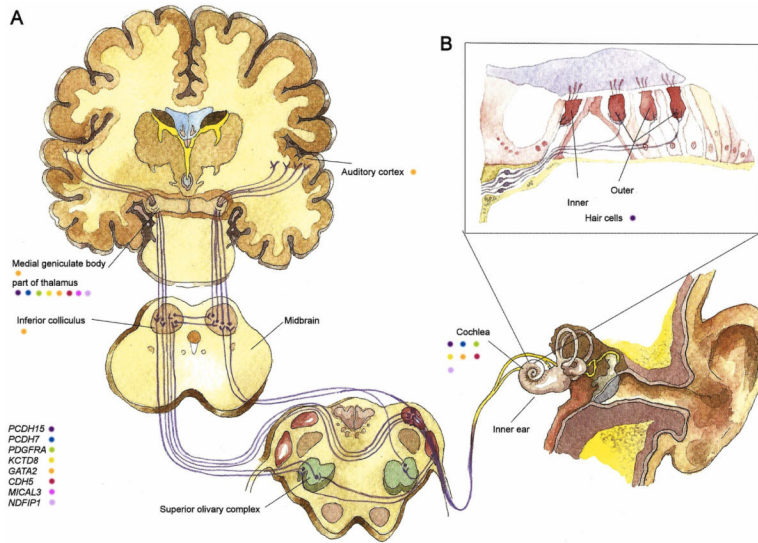 A
B
Auditory cortex
Inner
Outer
Hair cells
Medial geniculate body
part of thalamus
Inferior colliculus
Midbrain
Cochlea
Inner ear
PCDH15
PCDH7
PDGFRA
KCTD8
GATA2
CDH5
MICAL3
NDFIP1
Superior olivary complex